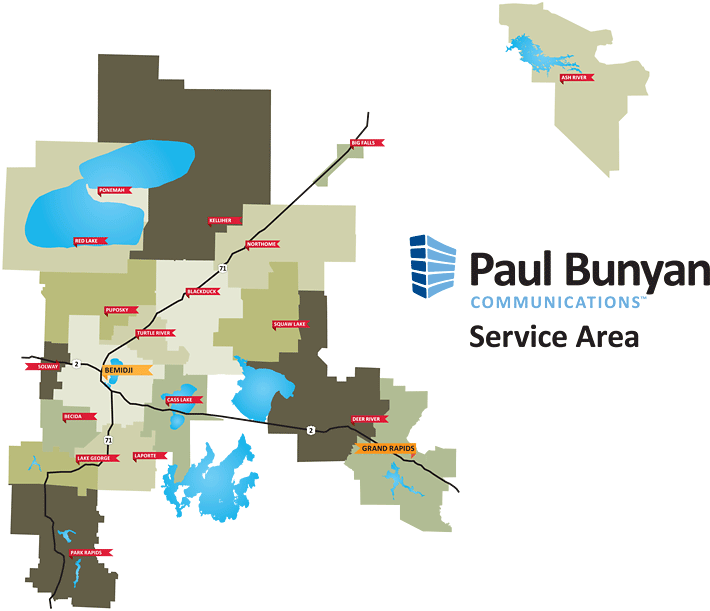 ASH RIVER
BIG FALLS
PONEMAH
KELLIHER
RED LAKE
NORTHOME
71
BLACKDUCK
PUPOSKY
SQUAW LAKE
TURTLE RIVER
2
SOLWAY
BEMIDJI
CASS LAKE
BECIDA
DEER RIVER
2
71
GRAND RAPIDS
LAKE GEORGE
LAPORTE
PARK RAPIDS
Paul Bunyan
COMMUNICATIONS™
Service Area